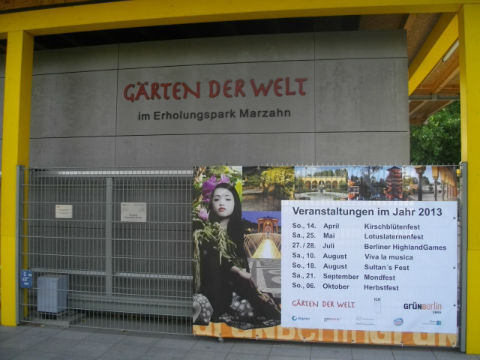 GÄRTEN DER WELT
im Erholungspark Marzahn
Veranstaltungen im Jahr 2013
So., 14. April Kirschblütenfest
Sa., 25. Mai Lotuslaternenfest
27. / 28. Juli Berliner HighlandGames
Sa., 10. August Viva la musica
So., 18. August Sultan´s Fest
Sa., 21. September Mondfest
So., 06. Oktober Herbstfest
GÄRTEN DER WELT
GRÜNBerlin